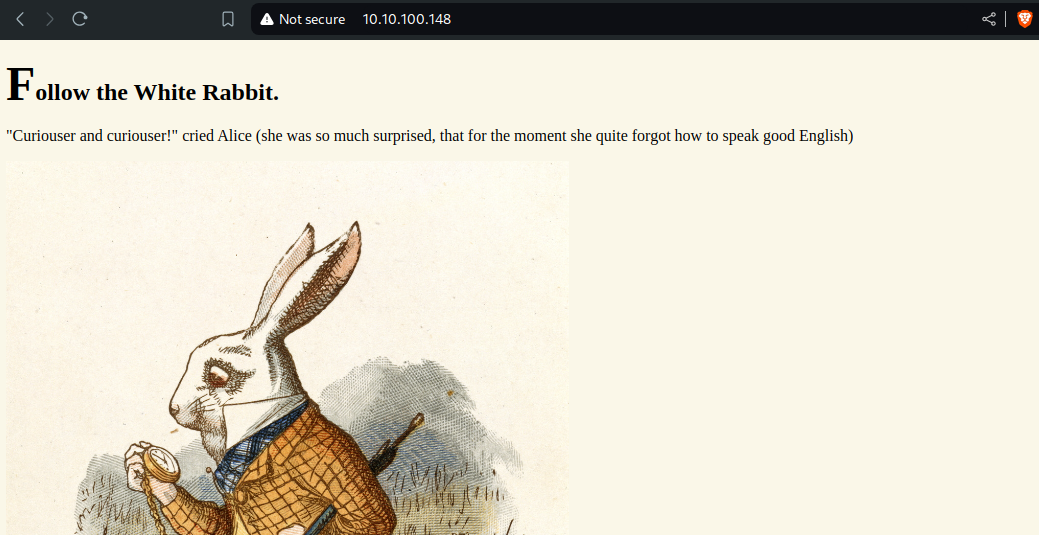 Not secure 10.10.100.148
Follow the White Rabbit.
"Curiouser and curiouser!" cried Alice (she was so much surprised, that for the moment she quite forgot how to speak good English)